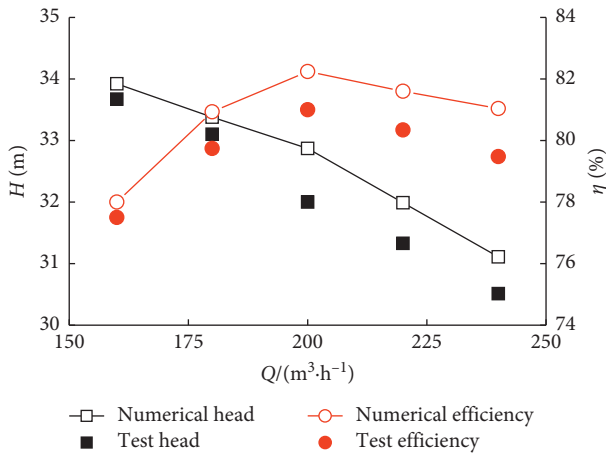 35
34
33
32
31
30
H (m)
84
82
80
78
76
74
η (%)
150 175 200 225 250
Q/(m³·h⁻¹)
Numerical head Numerical efficiency
Test head Test efficiency